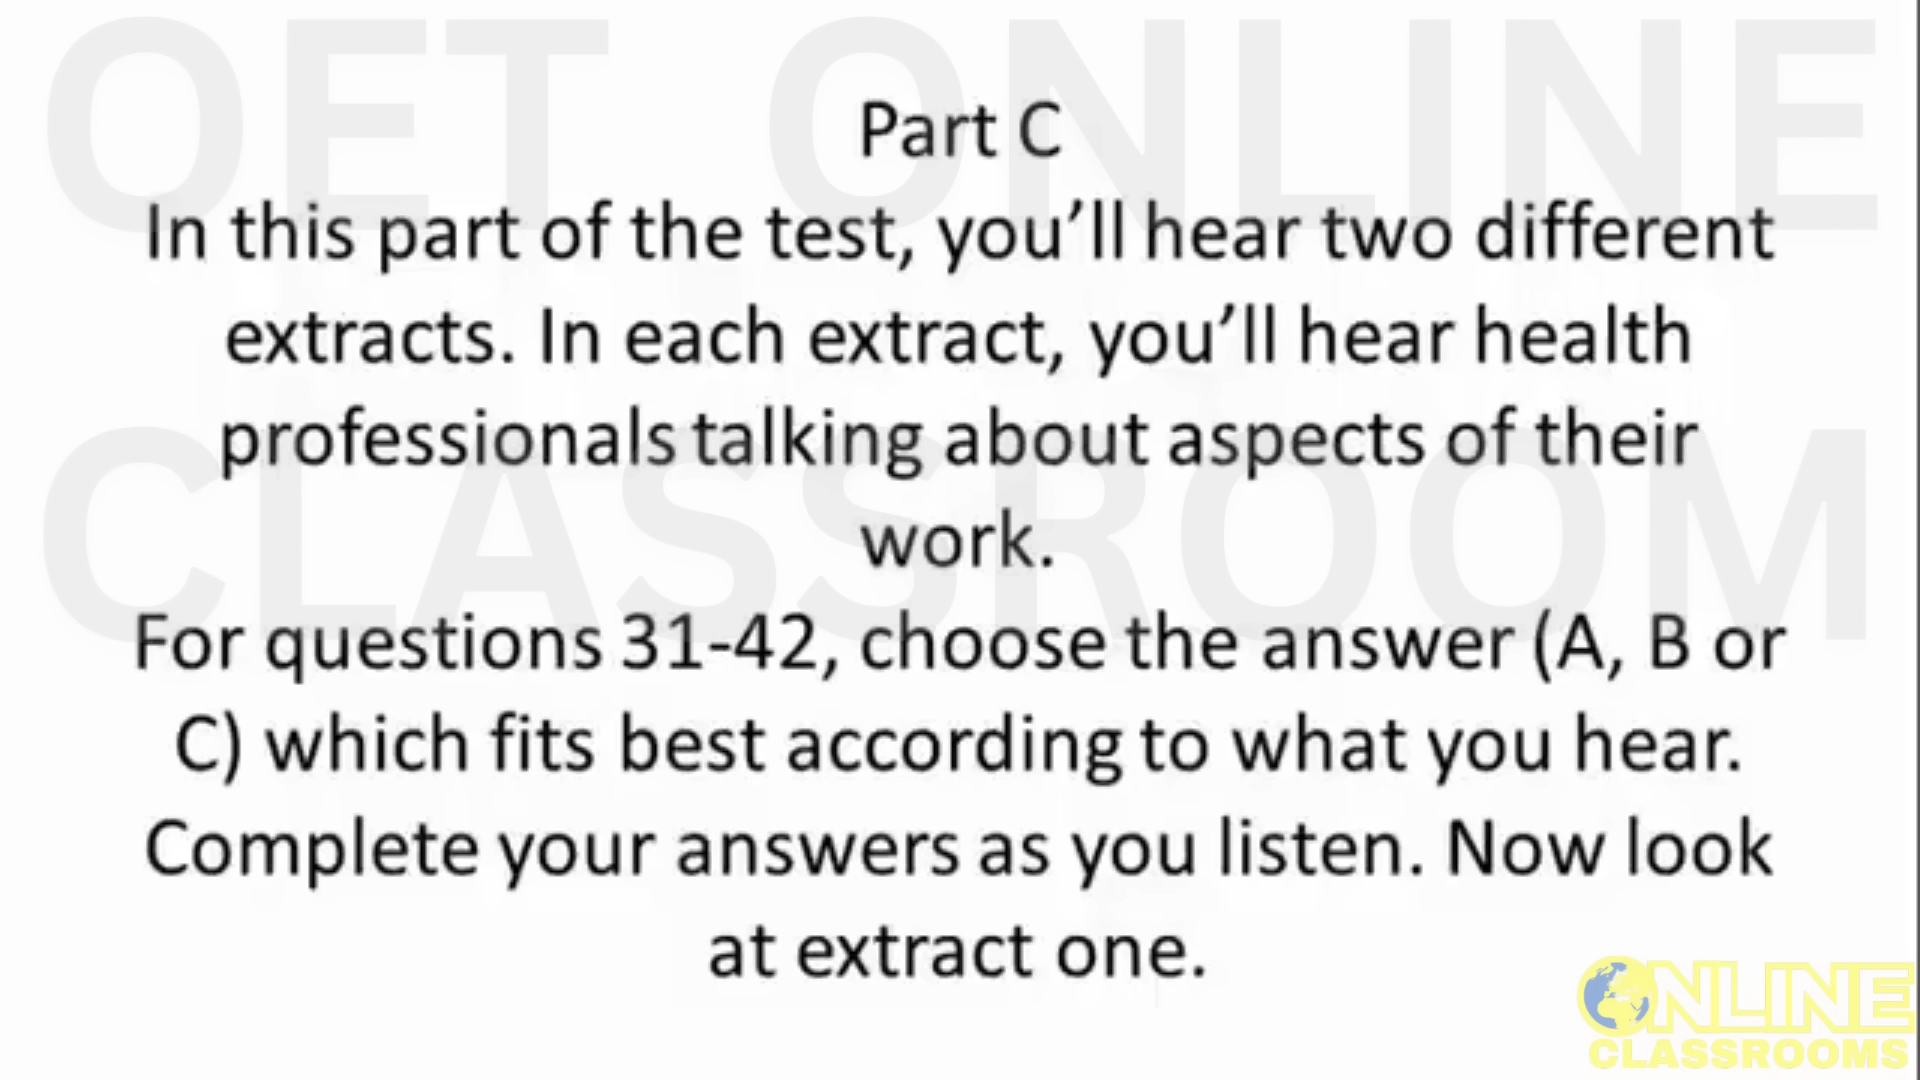 OET ONLINE
CLASSROOM
Part C
In this part of the test, you’ll hear two different
extracts. In each extract, you’ll hear health
professionals talking about aspects of their
work.
For questions 31-42, choose the answer (A, B or
C) which fits best according to what you hear.
Complete your answers as you listen. Now look
at extract one.
ONLINE
CLASSROOMS